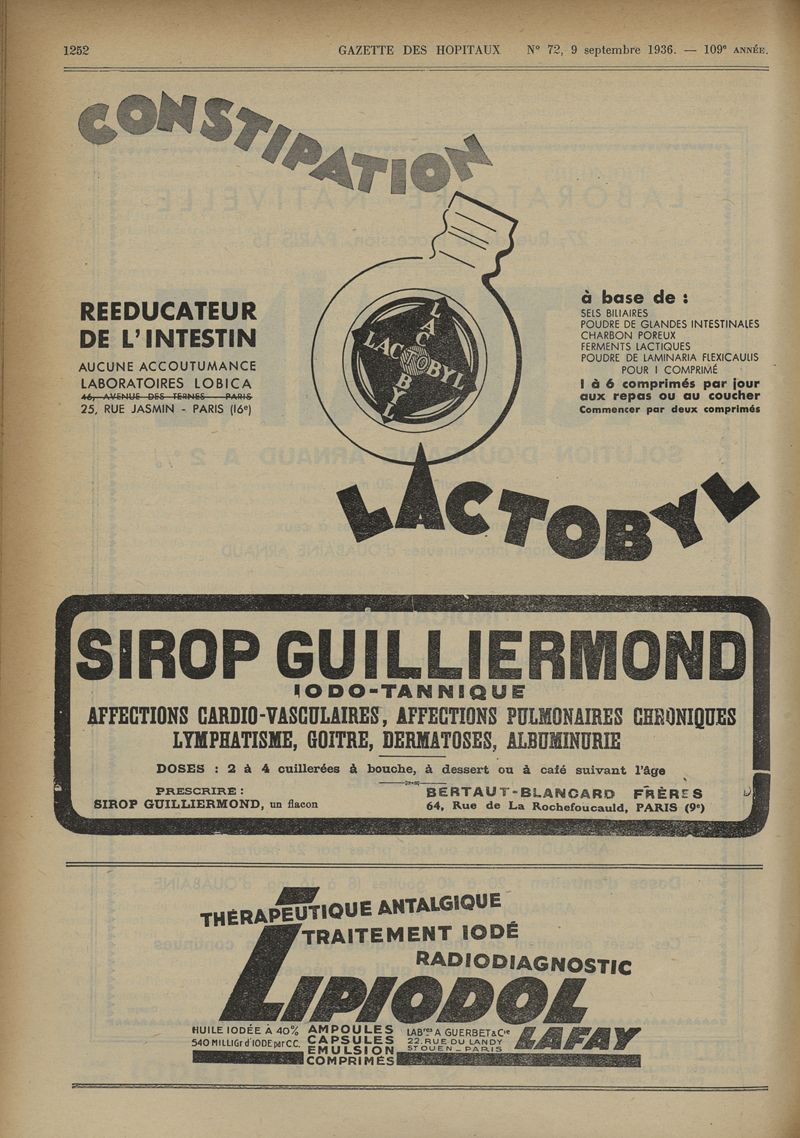 1252
GAZETTE DES HOPITAUX N° 72, 9 septembre 1936. — 109e ANNÉE.
CONSTIPATION
REEDUCATEUR
DE L'INTESTIN
AUCUNE ACCOUTUMANCE
LABORATOIRES LOBICA
46, AVENUE DES TERNES - PARIS
25, RUE JASMIN - PARIS (16e)
LACTOBYL
LACTOBYL
à base de :
SELS BILIAIRES
POUDRE DE GLANDES INTESTINALES
CHARBON POREUX
FERMENTS LACTIQUES
POUDRE DE LAMINARIA FLEXICAULIS
POUR 1 COMPRIMÉ
1 à 6 comprimés par jour
aux repas ou au coucher
Commencer par deux comprimés
LACTOBYL
SIROP GUILLIERMOND
IODO-TANNIQUE
AFFECTIONS CARDIO-VASCULAIRES, AFFECTIONS PULMONAIRES CHRONIQUES
LYMPHATISME, GOITRE, DERMATOSES, ALBUMINURIE
DOSES : 2 à 4 cuillerées à bouche, à dessert ou à café suivant l'âge
PRESCRIRE :
SIROP GUILLIERMOND, un flacon
BERTAUT-BLANCARD FRÈRES
64, Rue de La Rochefoucauld, PARIS (9e)
THÉRAPEUTIQUE ANTALGIQUE
TRAITEMENT IODÉ
RADIODIAGNOSTIC
LIPIODOL
LAFAY
HUILE IODÉE À 40%
540 MILLIGr d'IODE par C.C.
AMPOULES
CAPSULES
EMULSION
COMPRIMÉS
LABres A GUERBET & Cie
22. RUE DU LANDY
ST OUEN - PARIS